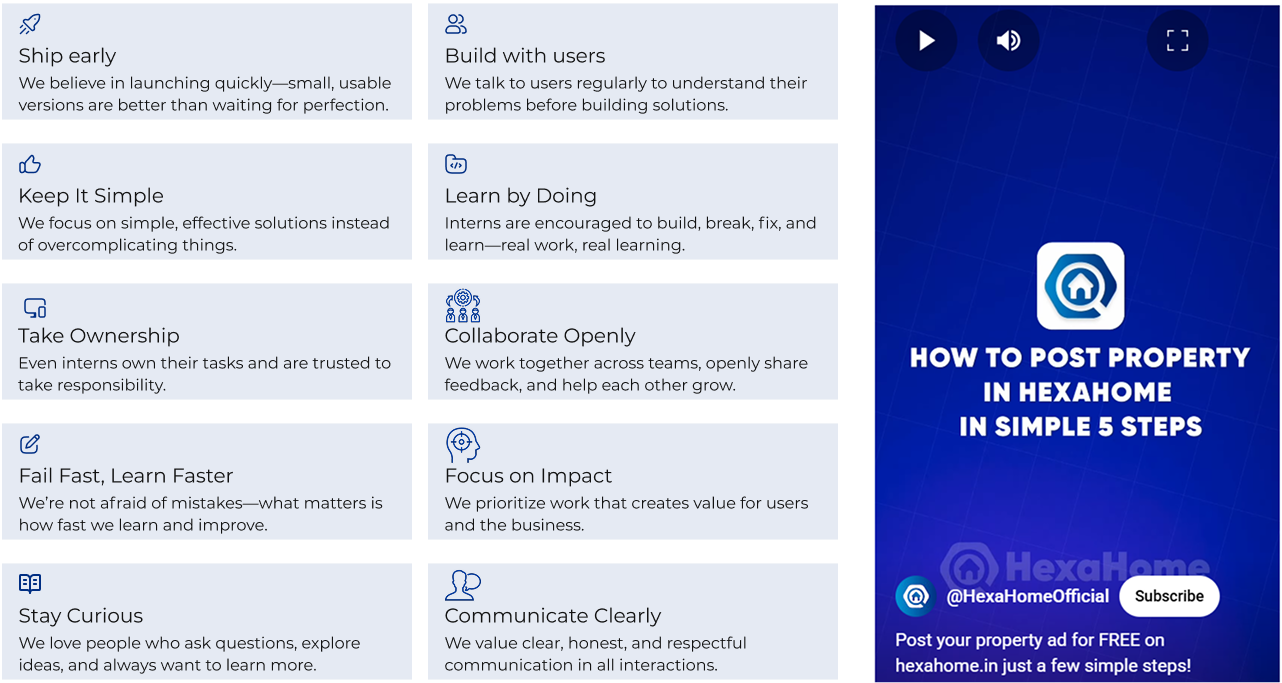 Ship early
We believe in launching quickly—small, usable
versions are better than waiting for perfection.
Build with users
We talk to users regularly to understand their
problems before building solutions.
Keep It Simple
We focus on simple, effective solutions instead
of overcomplicating things.
Learn by Doing
Interns are encouraged to build, break, fix, and
learn—real work, real learning.
Take Ownership
Even interns own their tasks and are trusted to
take responsibility.
Collaborate Openly
We work together across teams, openly share
feedback, and help each other grow.
Fail Fast, Learn Faster
We’re not afraid of mistakes—what matters is
how fast we learn and improve.
Focus on Impact
We prioritize work that creates value for users
and the business.
Stay Curious
We love people who ask questions, explore
ideas, and always want to learn more.
Communicate Clearly
We value clear, honest, and respectful
communication in all interactions.
HOW TO POST PROPERTY
IN HEXAHOME
IN SIMPLE 5 STEPS
HexaHome
@HexaHomeOfficial
Subscribe
Post your property ad for FREE on
hexahome.in just a few simple steps!